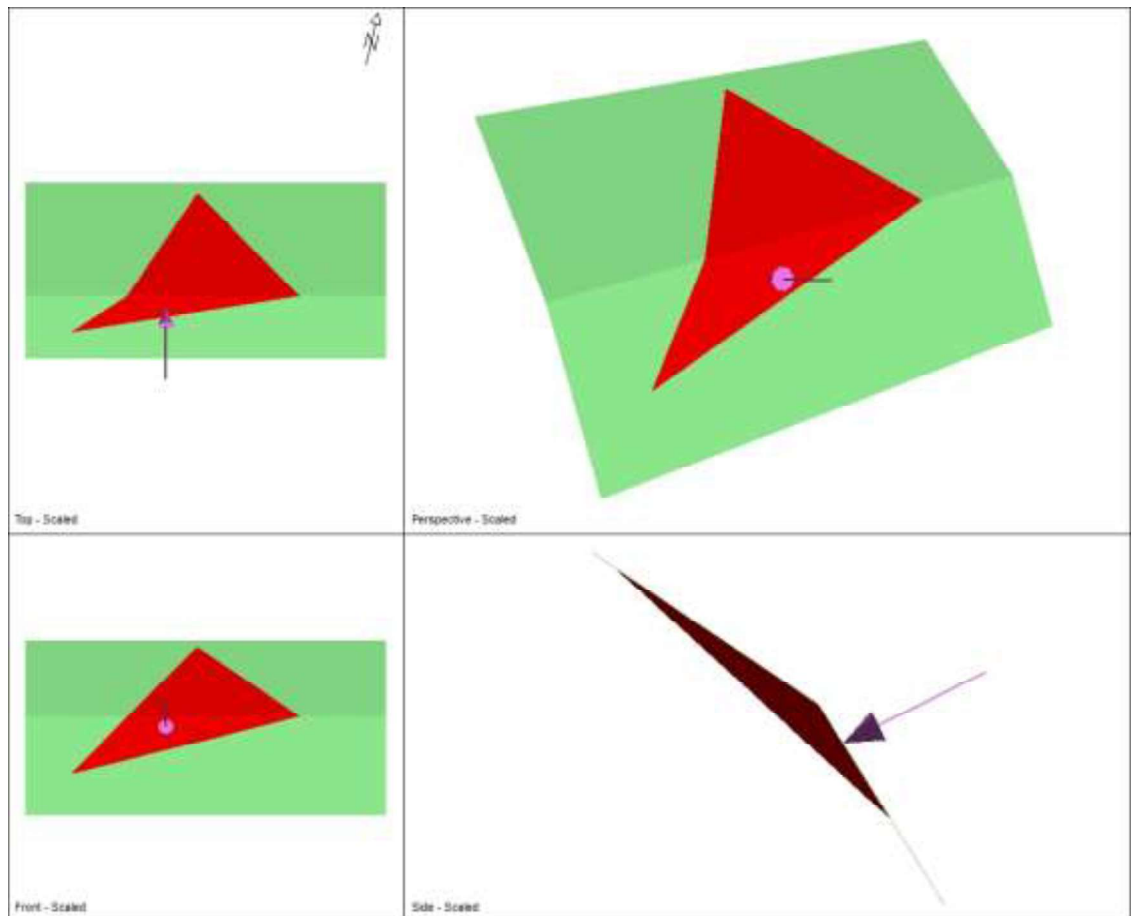 N
Top - Scaled
Perspective - Scaled
Front - Scaled
Side - Scaled